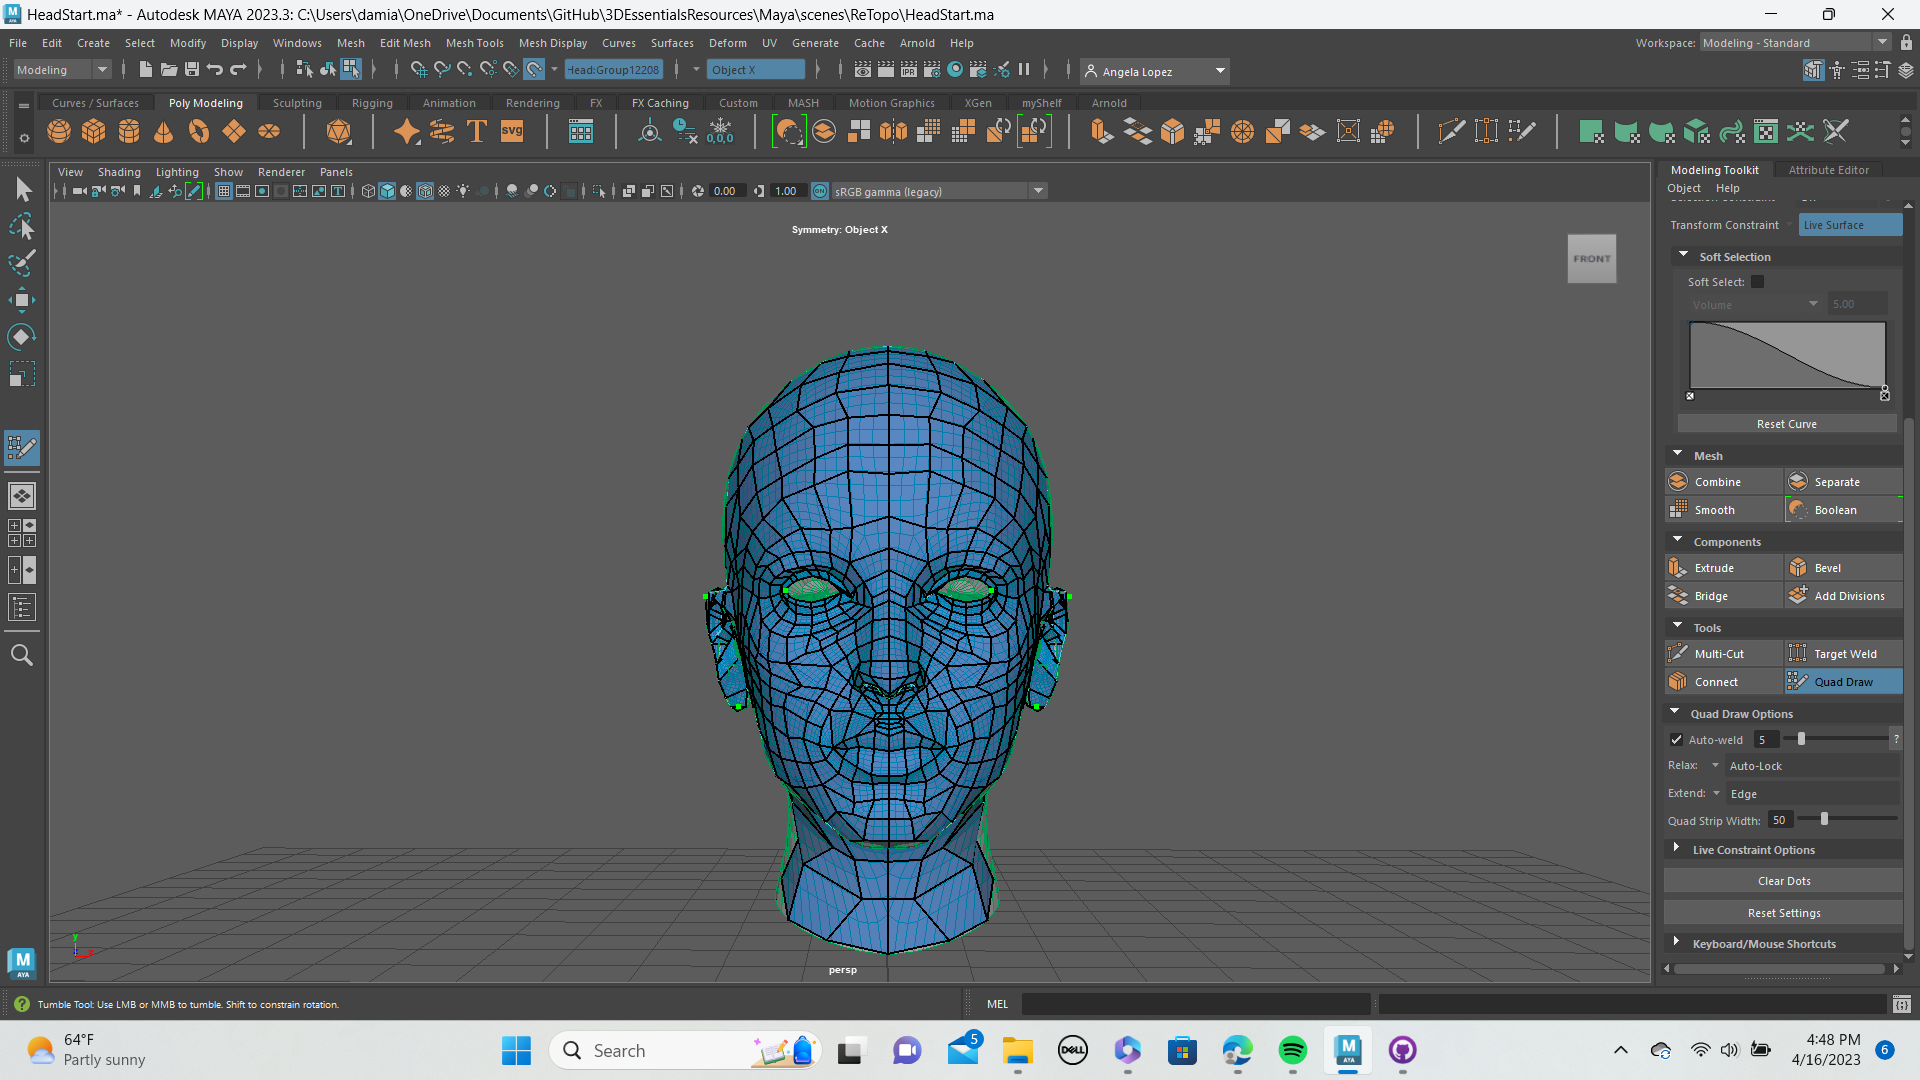 HeadStart.ma* - Autodesk MAYA 2023.3: C:\Users\damia\OneDrive\Documents\GitHub\3DEssentialsResources\Maya\scenes\ReTopo\HeadStart.ma
File Edit Create Select Modify Display Windows Mesh Edit Mesh Mesh Tools Mesh Display Curves Surfaces Deform UV Generate Cache Arnold Help Workspace: Modeling - Standard
Modeling Head:Group12208 Object X IPR Angela Lopez
Curves / Surfaces Poly Modeling Sculpting Rigging Animation Rendering FX FX Caching Custom MASH Motion Graphics XGen myShelf Arnold
T SVG 0,0,0
View Shading Lighting Show Renderer Panels
0.00 1.00 ON sRGB gamma (legacy)
Symmetry: Object X
FRONT
persp
y
Modeling Toolkit Attribute Editor
Object Help
Transform Constraint Live Surface
Soft Selection
Soft Select:
Volume 5.00
Reset Curve
Mesh
Combine Separate
Smooth Boolean
Components
Extrude Bevel
Bridge Add Divisions
Tools
Multi-Cut Target Weld
Connect Quad Draw
Quad Draw Options
Auto-weld 5 ?
Relax: Auto-Lock
Extend: Edge
Quad Strip Width: 50
Live Constraint Options
Clear Dots
Reset Settings
Keyboard/Mouse Shortcuts
M AYA
? Tumble Tool: Use LMB or MMB to tumble. Shift to constrain rotation. MEL
64°F
Partly sunny
Search
5
DELL
M AYA
4:48 PM
4/16/2023
6